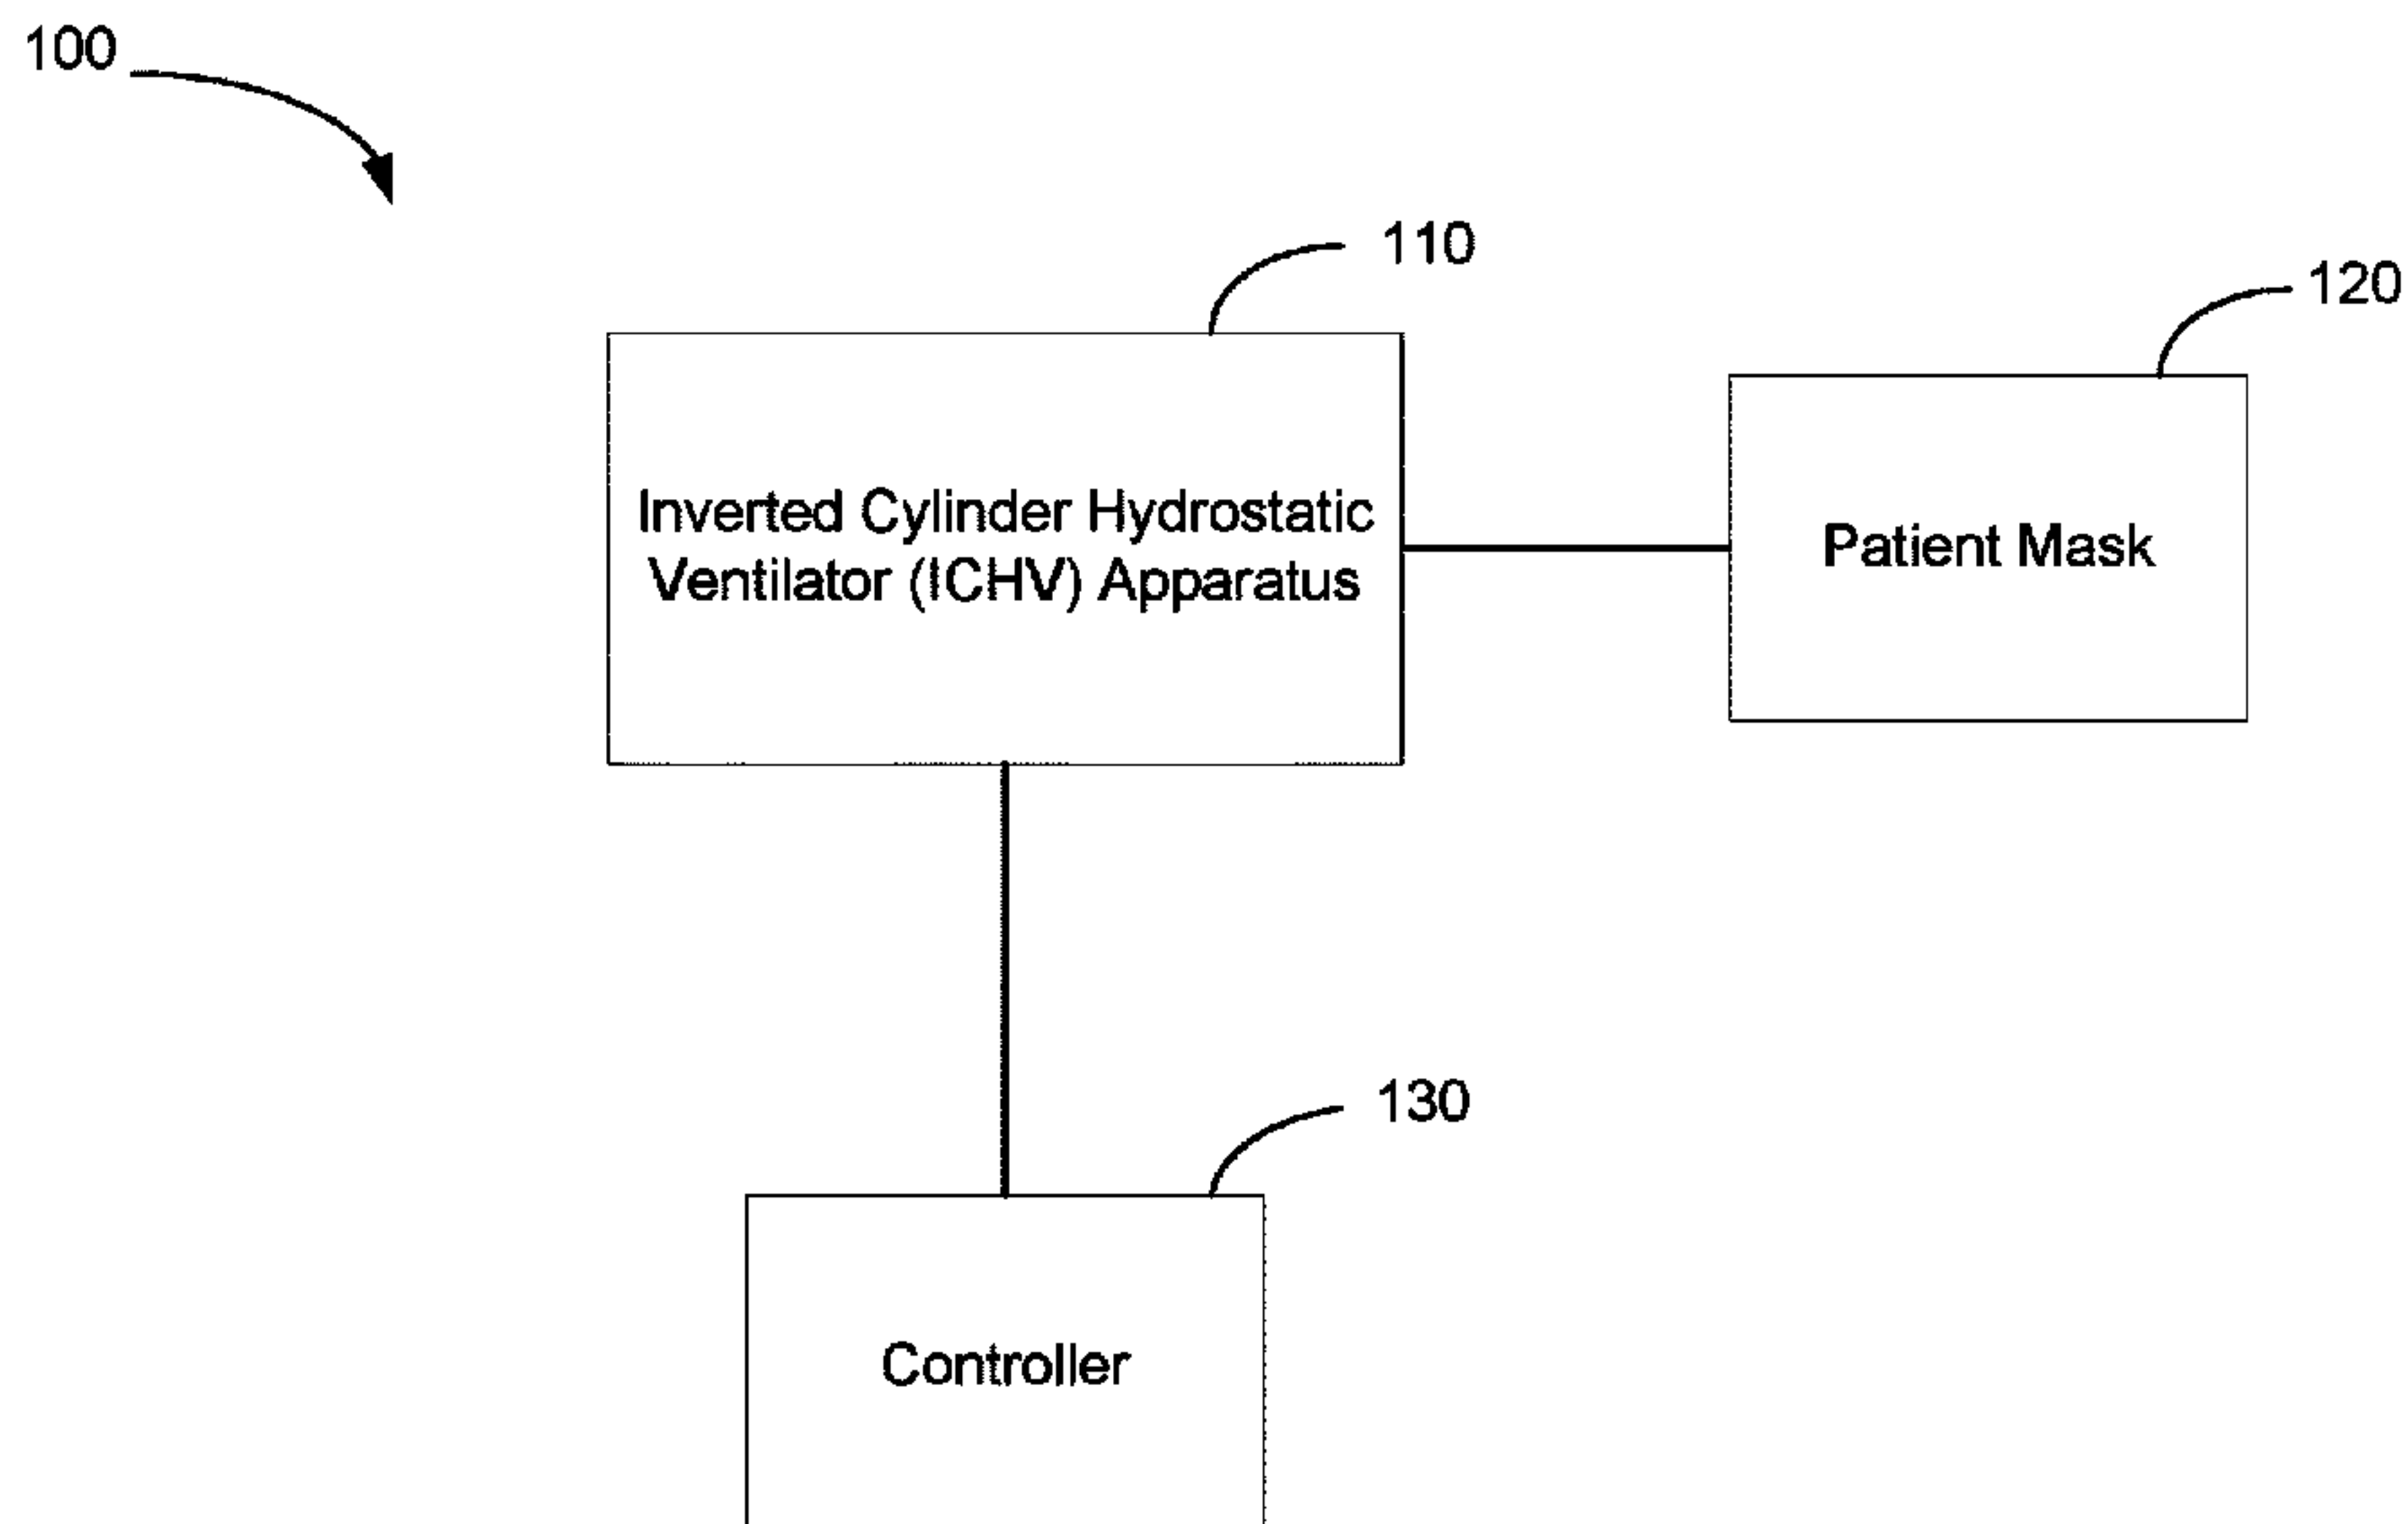 100
110
120
Inverted Cylinder Hydrostatic
Ventilator (ICHV) Apparatus
Patient Mask
130
Controller